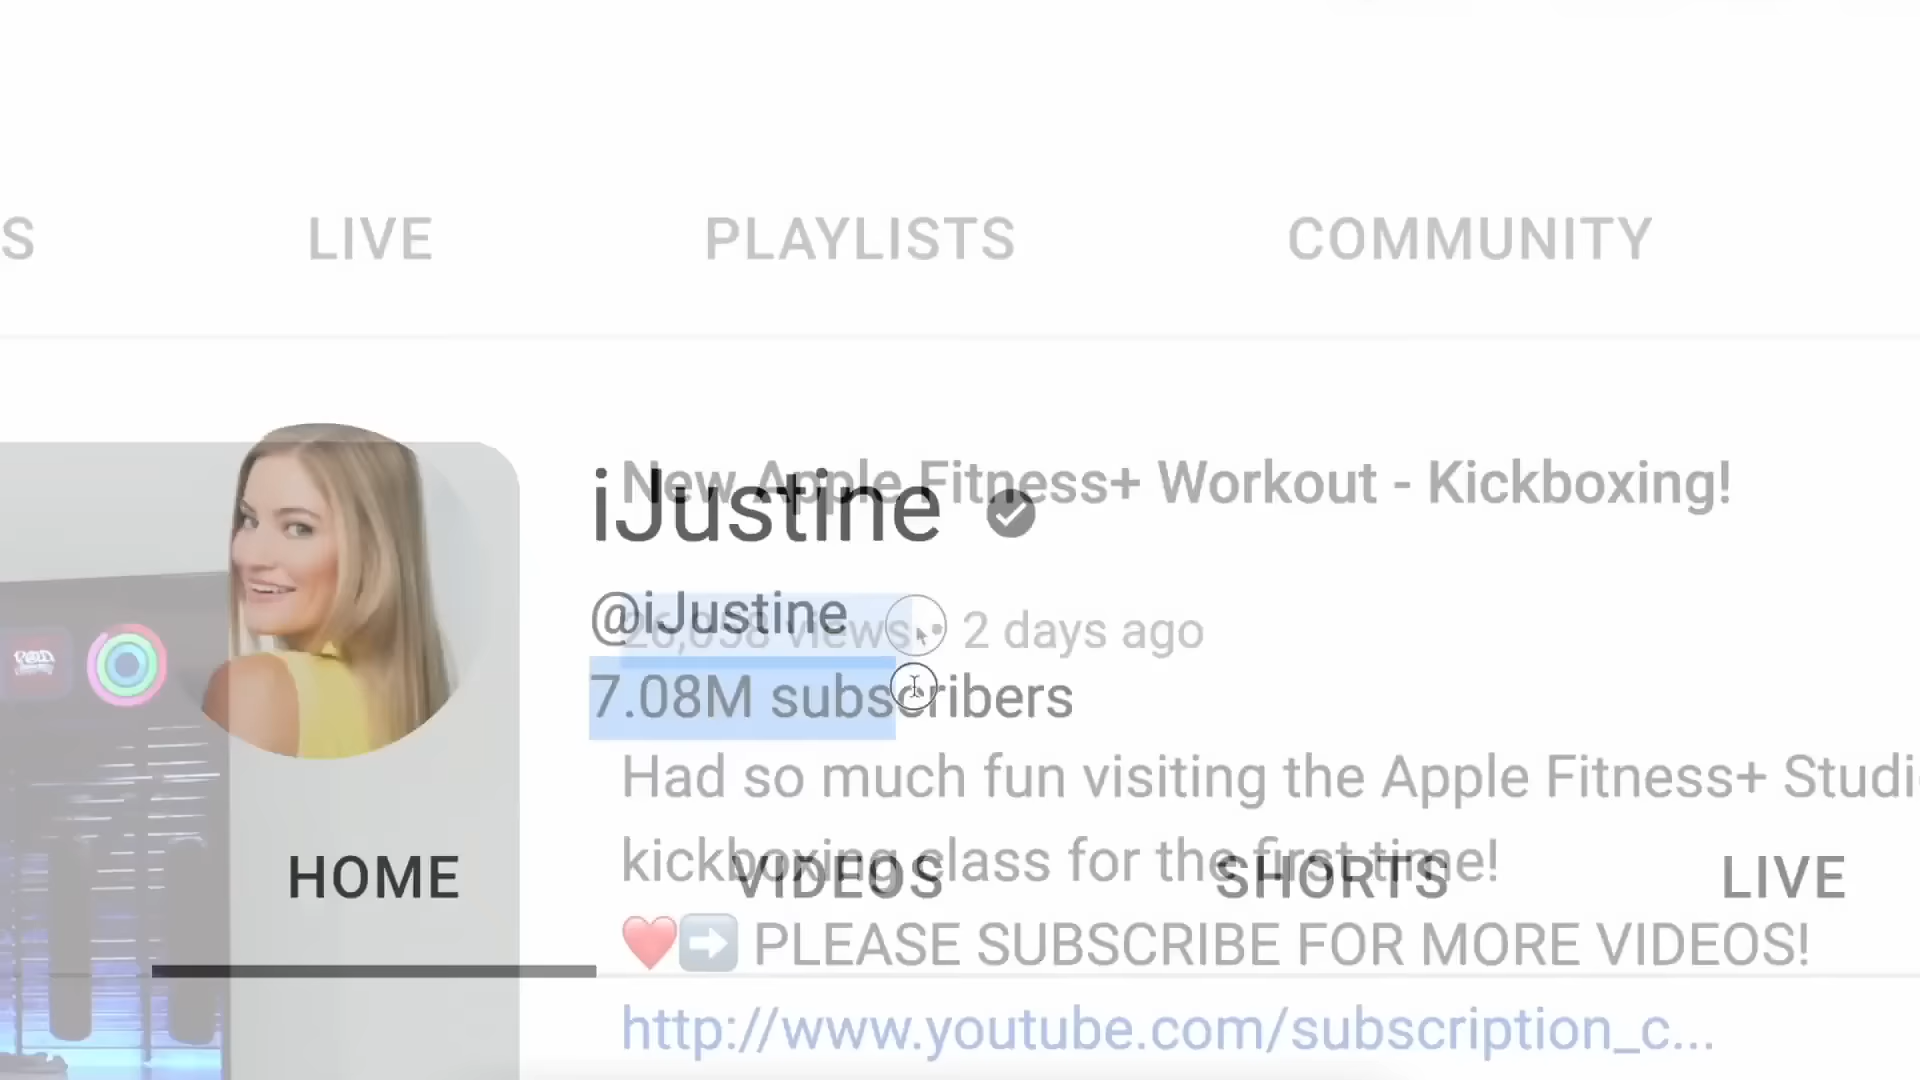 S LIVE PLAYLISTS COMMUNITY
New Apple Fitness+ Workout - Kickboxing!
iJustine
@iJustine
views 2 days ago
7.08M subscribers
Had so much fun visiting the Apple Fitness+ Studi
kickboxing class for the first time!
HOME VIDEOS SHORTS LIVE
PLEASE SUBSCRIBE FOR MORE VIDEOS!
http://www.youtube.com/subscription_c...